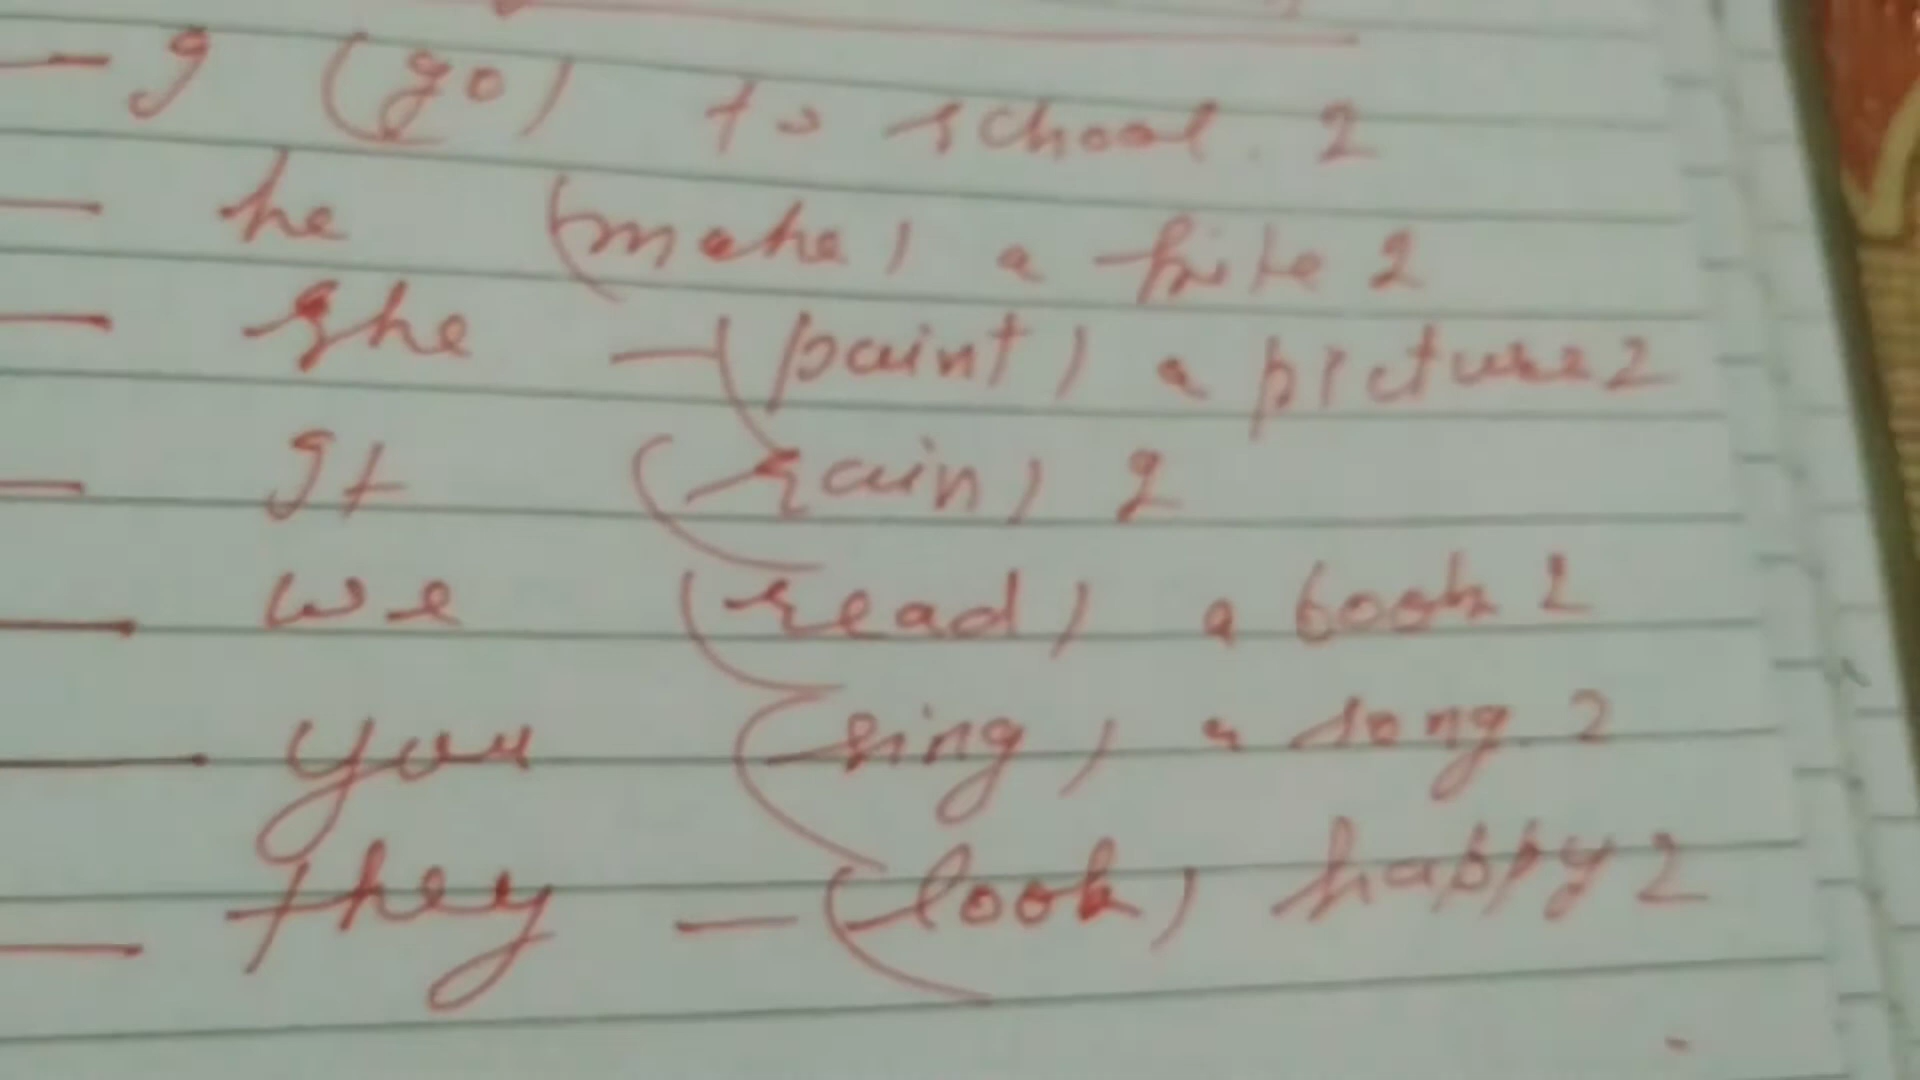 — I (go) to school. ?
— he (make) a kite ?
— She — (paint) a picture ?
— It (rain) ?
— we (read) a book ?
— you (sing) a song. ?
— They — (look) happy ?